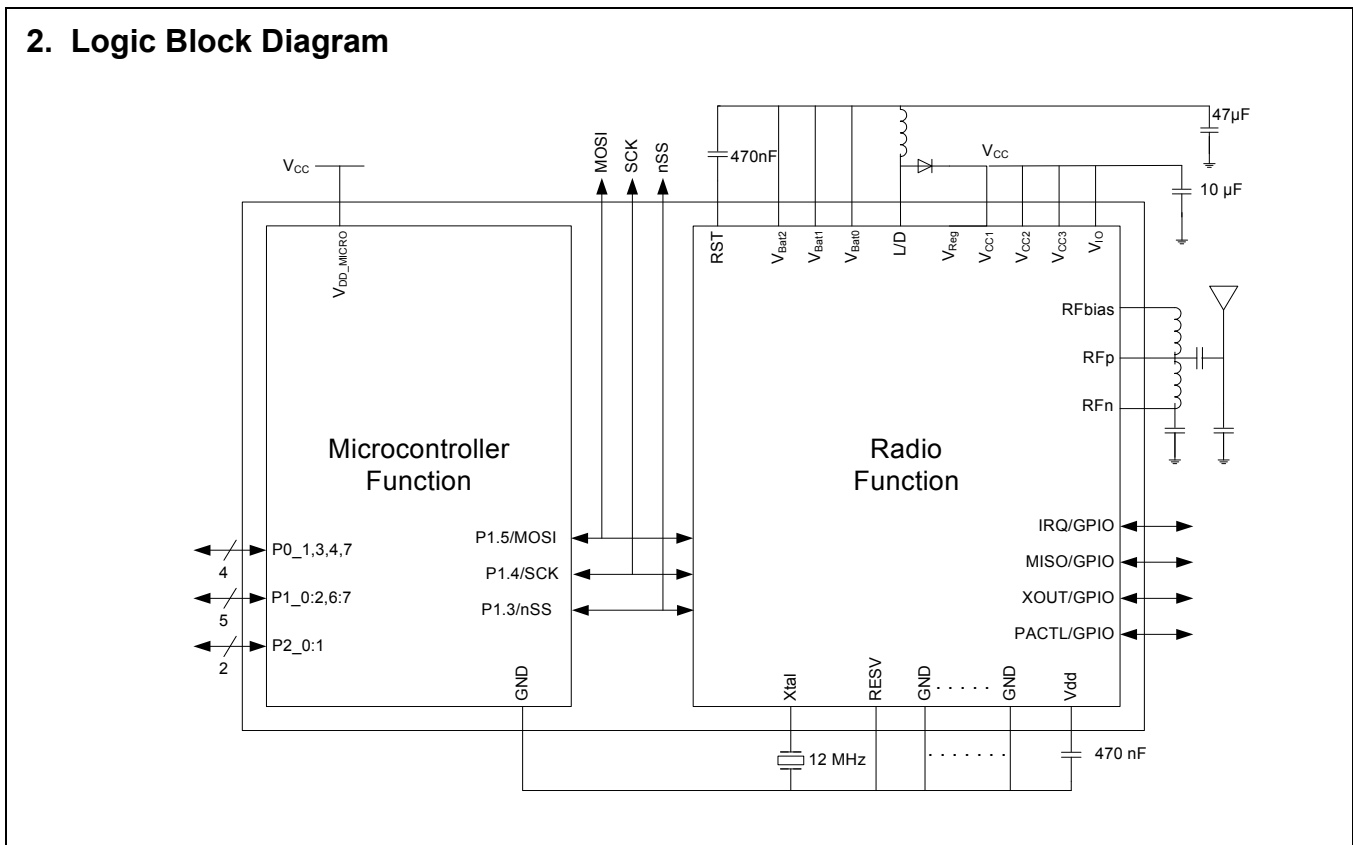 2. Logic Block Diagram
47µF
MOSI
SCK
nSS
470nF
VCC
VCC
10 µF
VDD_MICRO
RST
VBat2
VBat1
VBat0
L/D
VReg
VCC1
VCC2
VCC3
VIO
RFbias
RFp
RFn
Microcontroller
Function
Radio
Function
P0_1,3,4,7
4
P1_0:2,6:7
5
P2_0:1
2
P1.5/MOSI
P1.4/SCK
P1.3/nSS
IRQ/GPIO
MISO/GPIO
XOUT/GPIO
PACTL/GPIO
GND
Xtal
RESV
GND
. . . . .
GND
Vdd
12 MHz
. . . . . . .
470 nF